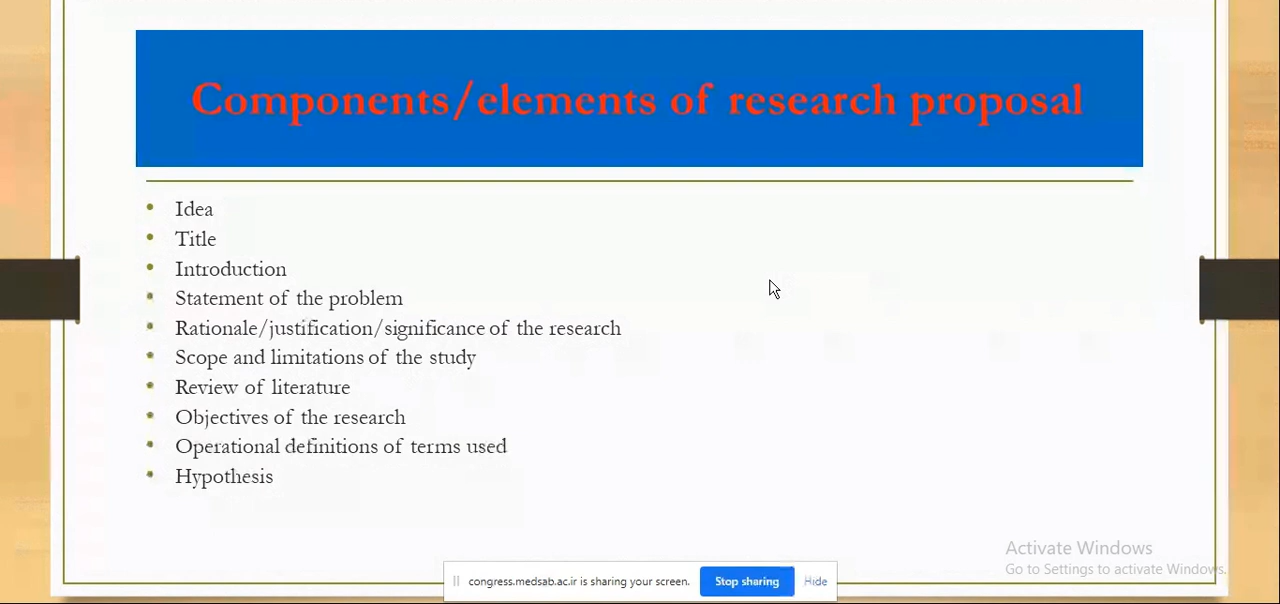 Components/elements of research proposal
• Idea
• Title
• Introduction
• Statement of the problem
• Rationale/justification/significance of the research
• Scope and limitations of the study
• Review of literature
• Objectives of the research
• Operational definitions of terms used
• Hypothesis
Activate Windows
Go to Settings to activate Windows.
congress.medsab.ac.ir is sharing your screen. Stop sharing Hide